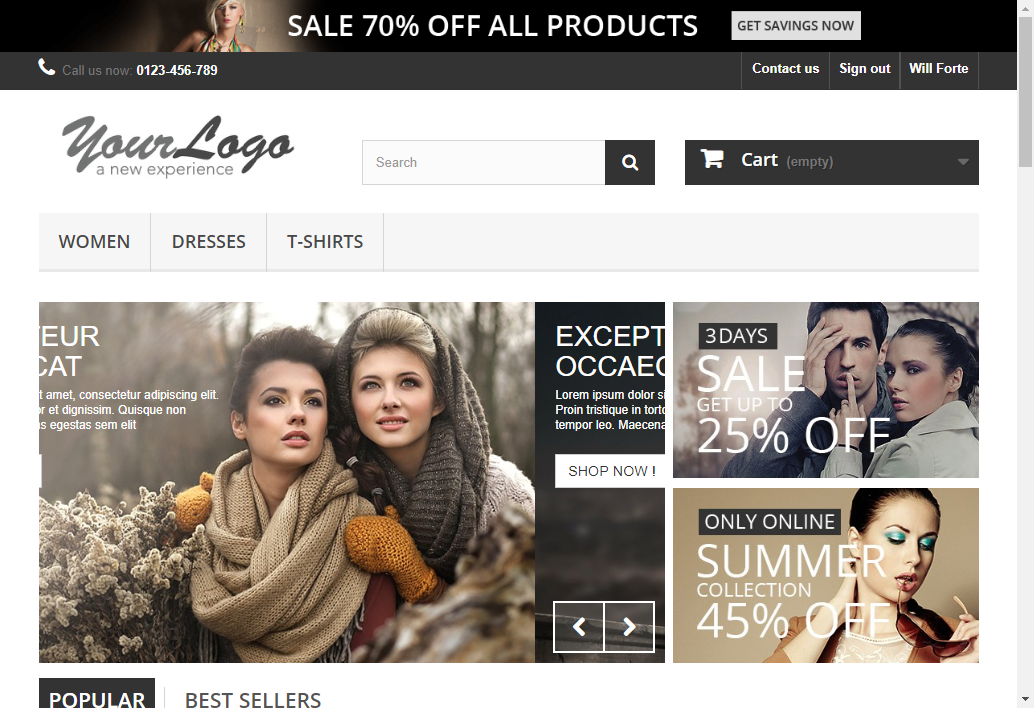 SALE 70% OFF ALL PRODUCTS
GET SAVINGS NOW
Call us now: 0123-456-789
Contact us
Sign out
Will Forte
YourLogo
a new experience
Search
Cart (empty)
WOMEN
DRESSES
T-SHIRTS
EUR
CAT
t amet, consectetur adipiscing elit.
r et dignissim. Quisque non
s egestas sem elit
EXCEPT
OCCAEC
Lorem ipsum dolor si
Proin tristique in torto
tempor leo. Maecena
SHOP NOW !
3 DAYS
SALE
GET UP TO
25% OFF
ONLY ONLINE
SUMMER
COLLECTION
45% OFF
POPULAR
BEST SELLERS